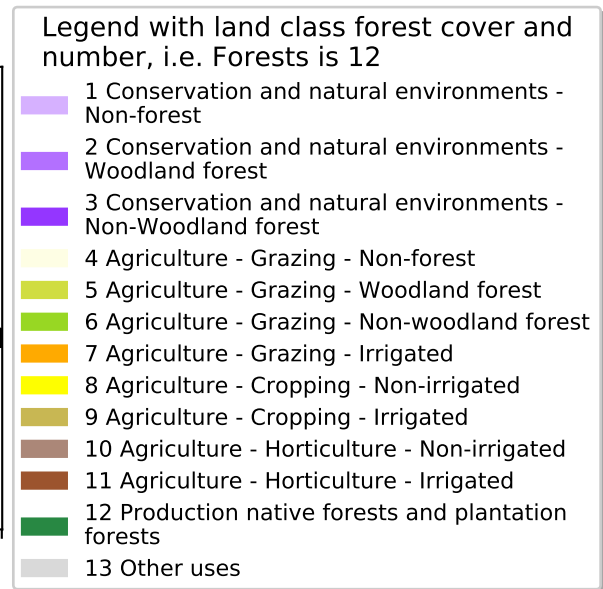 Legend with land class forest cover and
number, i.e. Forests is 12
1 Conservation and natural environments -
Non-forest
2 Conservation and natural environments -
Woodland forest
3 Conservation and natural environments -
Non-Woodland forest
4 Agriculture - Grazing - Non-forest
5 Agriculture - Grazing - Woodland forest
6 Agriculture - Grazing - Non-woodland forest
7 Agriculture - Grazing - Irrigated
8 Agriculture - Cropping - Non-irrigated
9 Agriculture - Cropping - Irrigated
10 Agriculture - Horticulture - Non-irrigated
11 Agriculture - Horticulture - Irrigated
12 Production native forests and plantation
forests
13 Other uses